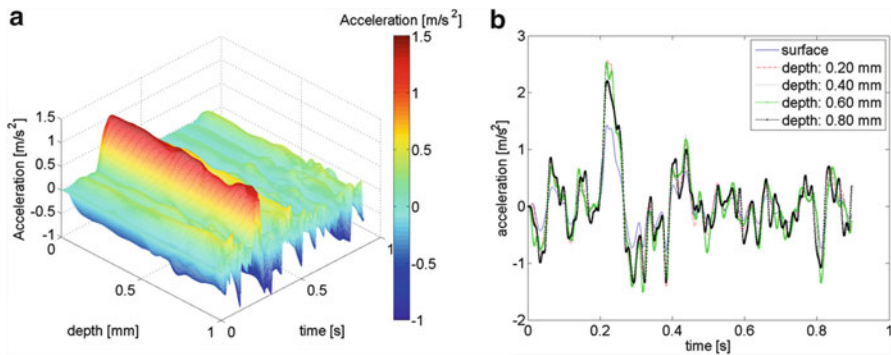 a
Acceleration [m/s²]
1.5
1
0.5
0
-0.5
-1
Acceleration [m/s²]
1.5
1
0.5
0
-0.5
-1
0
0.5
1
depth [mm]
0
0.5
1
time [s]
b
acceleration [m/s²]
3
2
1
0
-1
-2
0
0.2
0.4
0.6
0.8
1
time [s]
surface
depth: 0.20 mm
depth: 0.40 mm
depth: 0.60 mm
depth: 0.80 mm